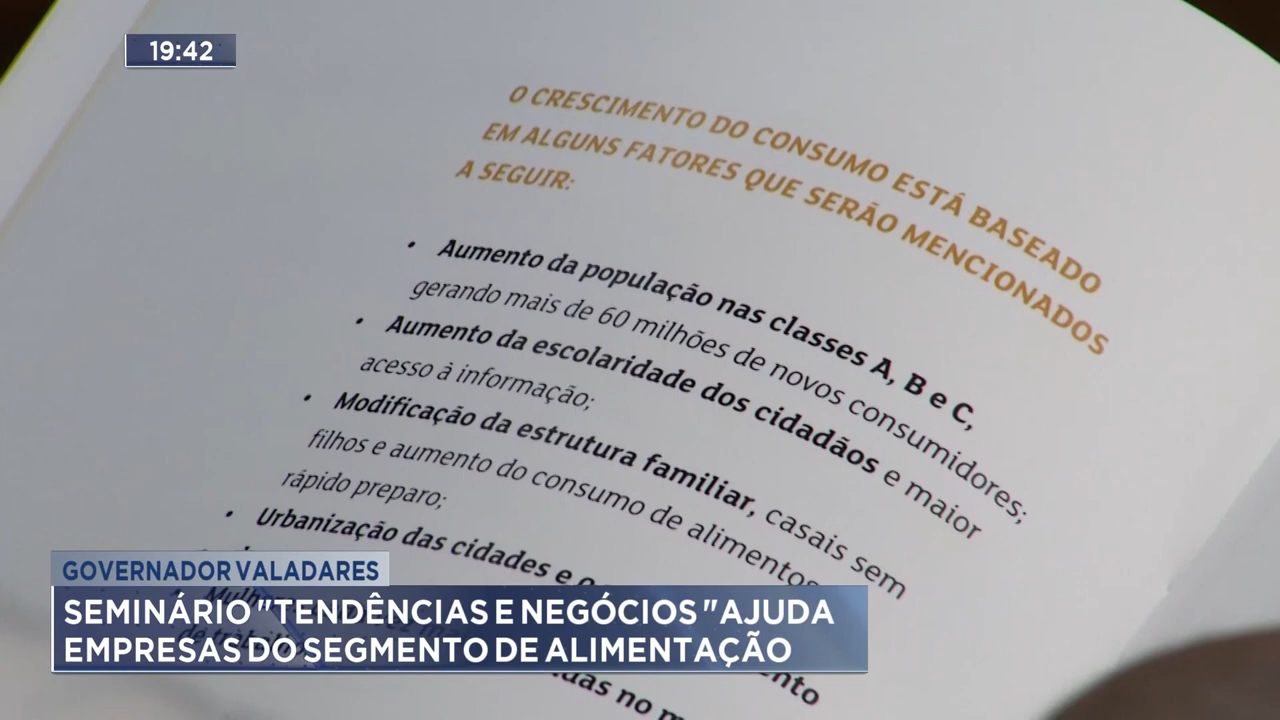 19:42
O CRESCIMENTO DO CONSUMO ESTÁ BASEADO
EM ALGUNS FATORES QUE SERÃO MENCIONADOS
A SEGUIR:
• Aumento da população nas classes A, B e C,
gerando mais de 60 milhões de novos consumidores;
• Aumento da escolaridade dos cidadãos e maior
acesso à informação;
• Modificação da estrutura familiar, casais sem
filhos e aumento do consumo de alimentos
rápido preparo;
• Urbanização das cidades e o
GOVERNADOR VALADARES
SEMINÁRIO "TENDÊNCIAS E NEGÓCIOS "AJUDA
EMPRESAS DO SEGMENTO DE ALIMENTAÇÃO